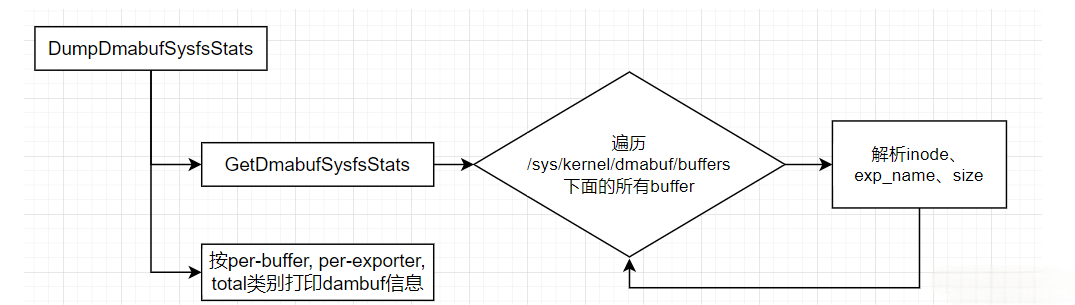 DumpDmabufSysfsStats
GetDmabufSysfsStats
遍历
/sys/kernel/dmabuf/buffers
下面的所有buffer
解析inode、
exp_name、size
按per-buffer, per-exporter,
total类别打印dambuf信息